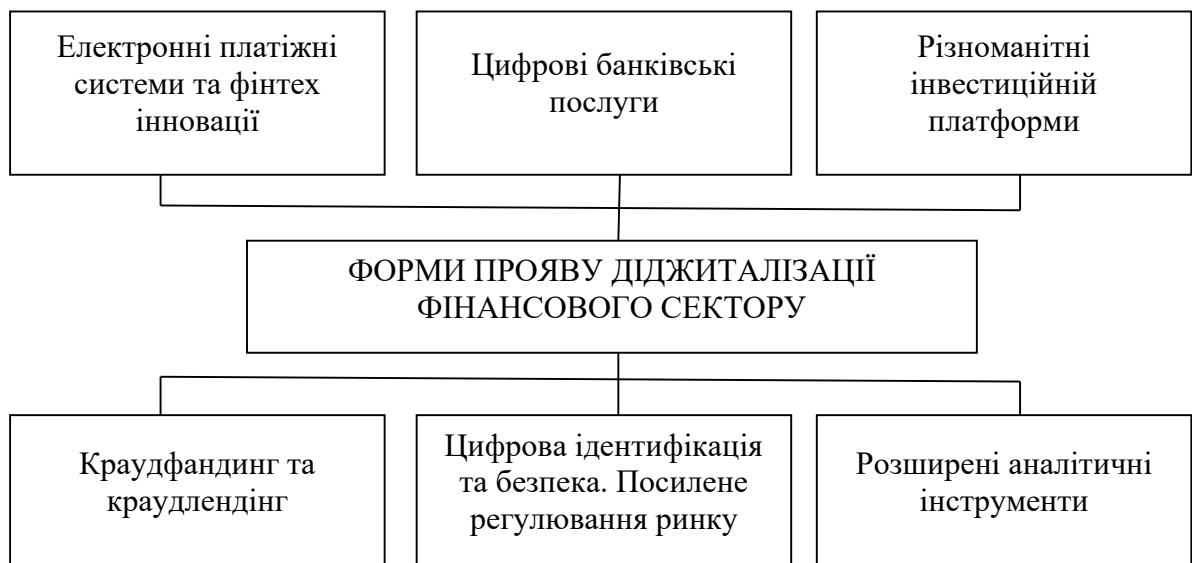 Електронні платіжні
системи та фінтех
інновації
Цифрові банківські
послуги
Різноманітні
інвестиційній
платформи
ФОРМИ ПРОЯВУ ДІДЖИТАЛІЗАЦІЇ
ФІНАНСОВОГО СЕКТОРУ
Краудфандинг та
краудлендінг
Цифрова ідентифікація
та безпека. Посилене
регулювання ринку
Розширені аналітичні
інструменти